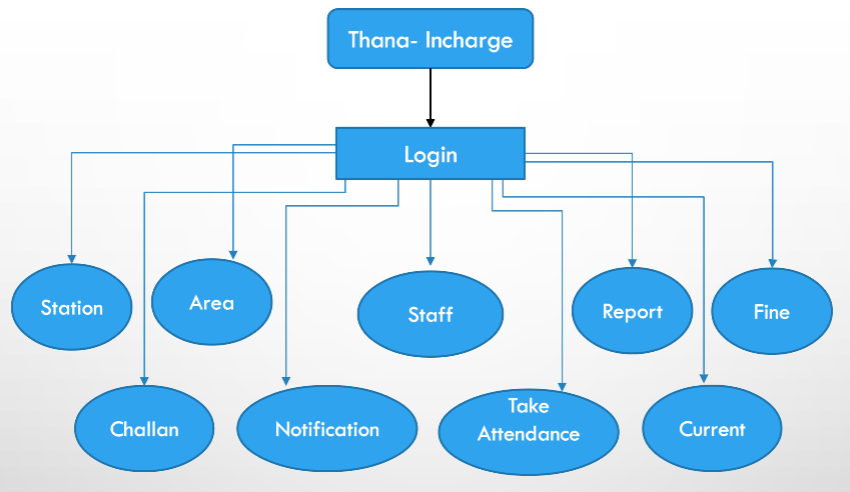 Thana- Incharge
Login
Station
Area
Staff
Report
Fine
Challan
Notification
Take
Attendance
Current